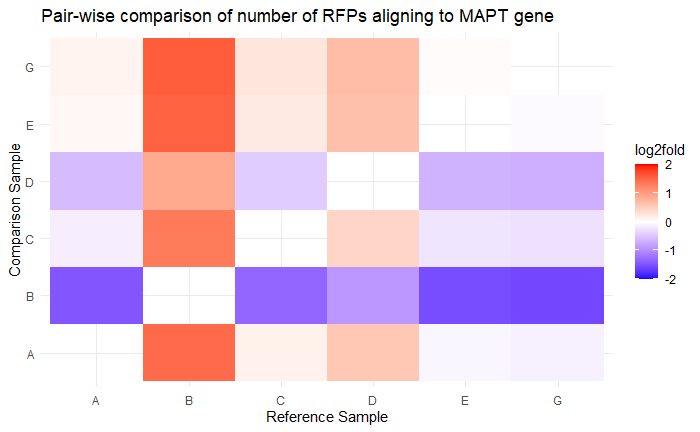 Pair-wise comparison of number of RFPs aligning to MAPT gene
Comparison Sample
G
E
D
C
B
A
A B C D E G
Reference Sample
log2fold
2
1
0
-1
-2